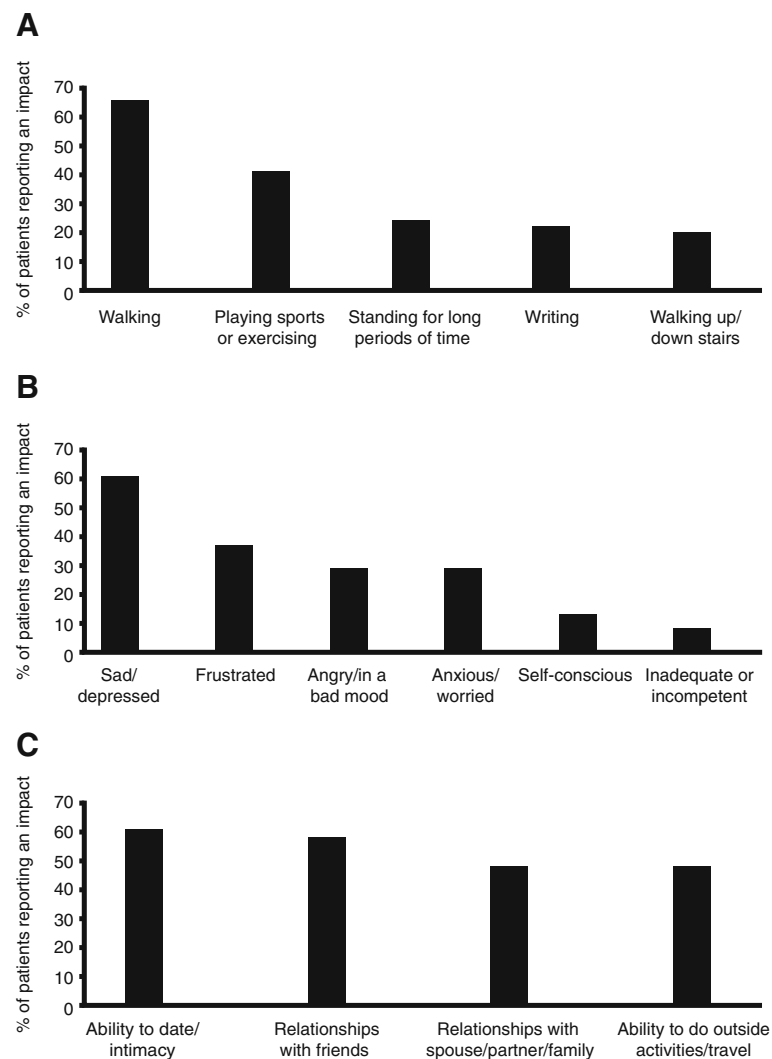 A
% of patients reporting an impact
70
60
50
40
30
20
10
0
Walking
Playing sports
or exercising
Standing for long
periods of time
Writing
Walking up/
down stairs
B
% of patients reporting an impact
70
60
50
40
30
20
10
0
Sad/
depressed
Frustrated
Angry/in a
bad mood
Anxious/
worried
Self-conscious
Inadequate or
incompetent
C
% of patients reporting an impact
70
60
50
40
30
20
10
0
Ability to date/
intimacy
Relationships
with friends
Relationships with
spouse/partner/family
Ability to do outside
activities/travel